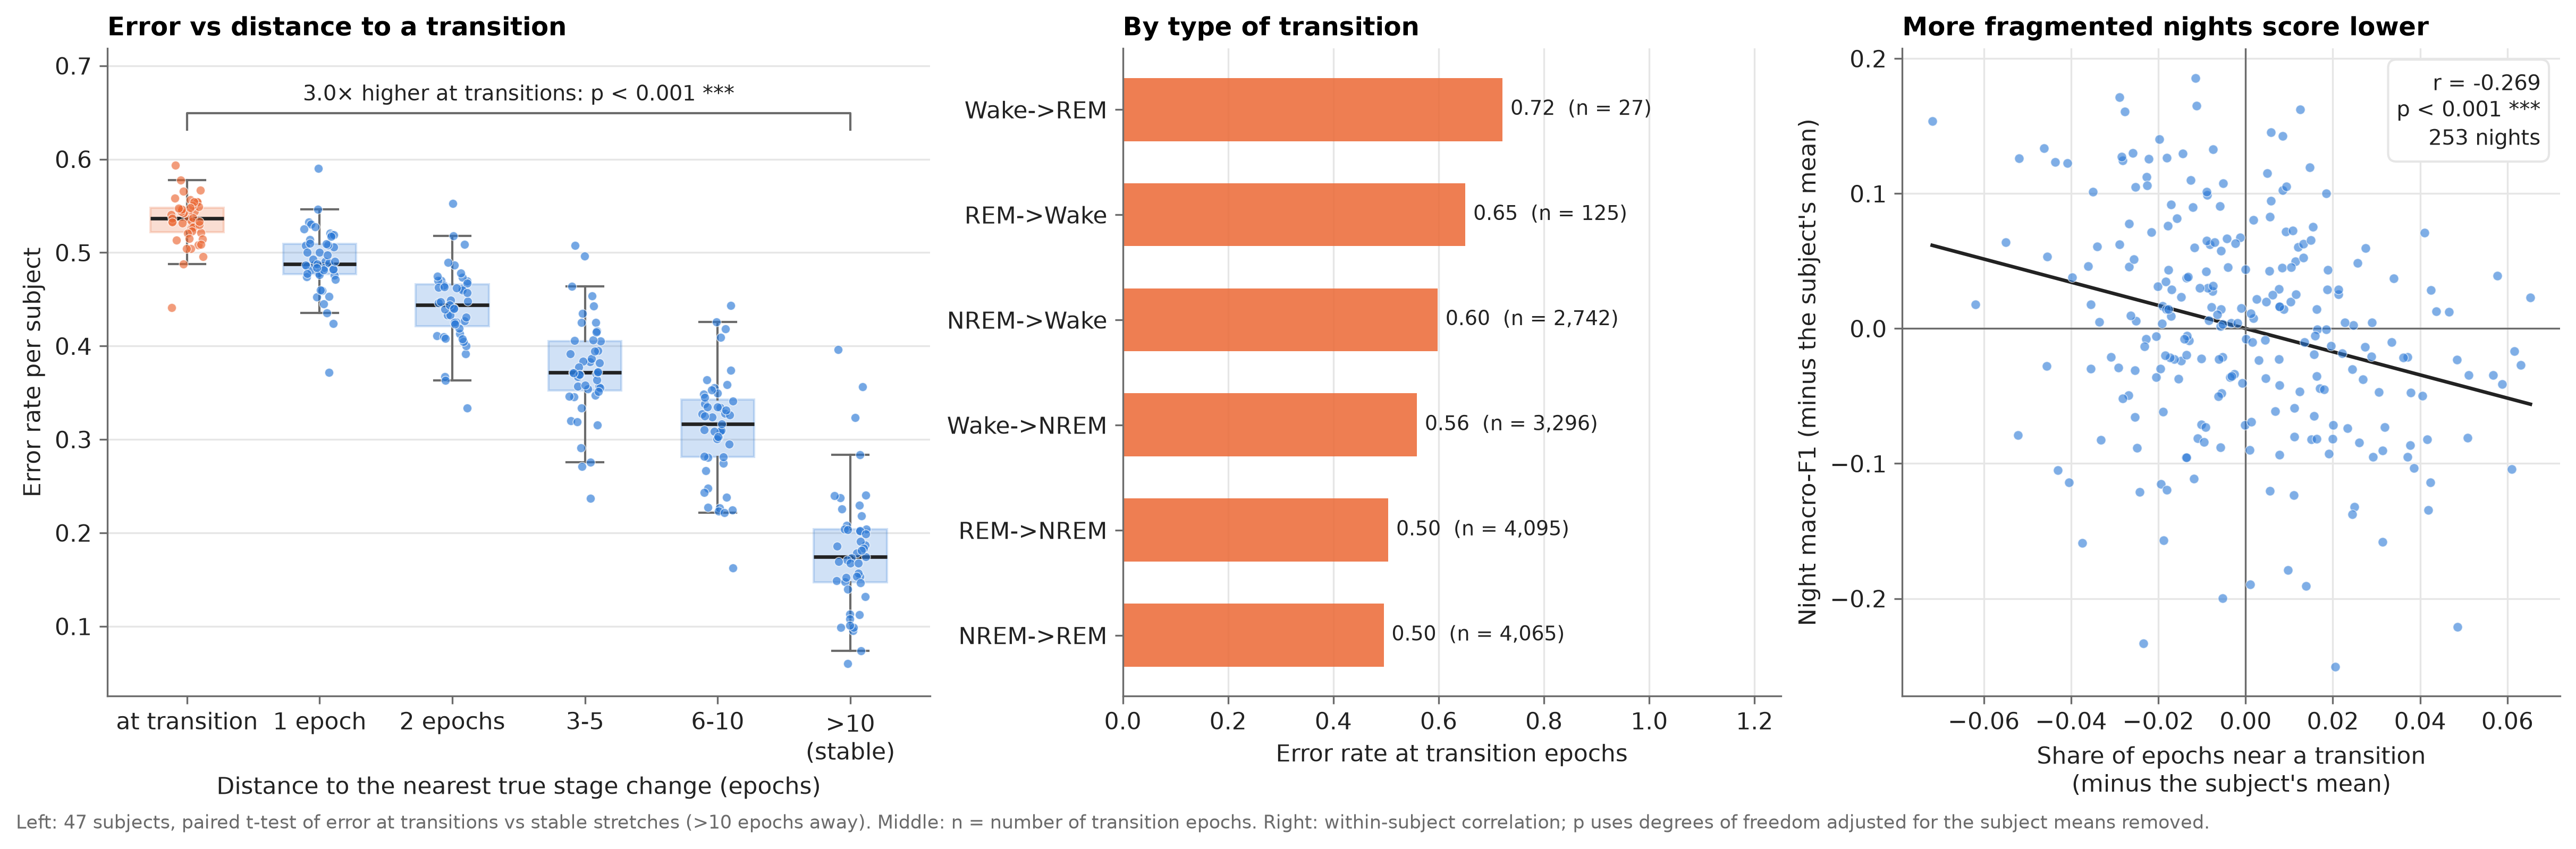 Error vs distance to a transition
0.7
0.6
0.5
0.4
0.3
0.2
0.1
Error rate per subject
3.0× higher at transitions: p < 0.001 ***
at transition
1 epoch
2 epochs
3-5
6-10
>10
(stable)
Distance to the nearest true stage change (epochs)
By type of transition
Wake->REM
0.72 (n = 27)
REM->Wake
0.65 (n = 125)
NREM->Wake
0.60 (n = 2,742)
Wake->NREM
0.56 (n = 3,296)
REM->NREM
0.50 (n = 4,095)
NREM->REM
0.50 (n = 4,065)
0.0
0.2
0.4
0.6
0.8
1.0
1.2
Error rate at transition epochs
More fragmented nights score lower
0.2
0.1
0.0
−0.1
−0.2
Night macro-F1 (minus the subject's mean)
r = -0.269
p < 0.001 ***
253 nights
−0.06
−0.04
−0.02
0.00
0.02
0.04
0.06
Share of epochs near a transition
(minus the subject's mean)
Left: 47 subjects, paired t-test of error at transitions vs stable stretches (>10 epochs away). Middle: n = number of transition epochs. Right: within-subject correlation; p uses degrees of freedom adjusted for the subject means removed.